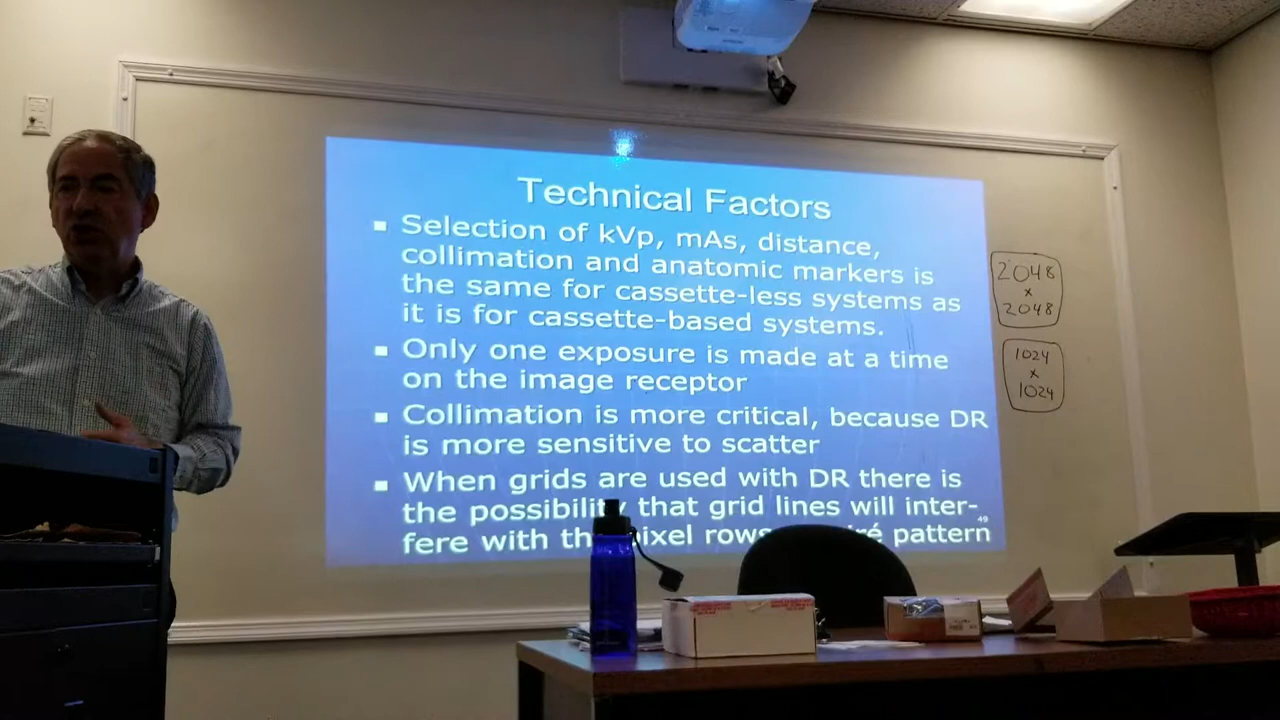 Technical Factors
Selection of kVp, mAs, distance,
collimation and anatomic markers is
the same for cassette-less systems as
it is for cassette-based systems.
Only one exposure is made at a time
on the image receptor
Collimation is more critical, because DR
is more sensitive to scatter
When grids are used with DR there is
the possibility that grid lines will inter-
fere with pattern
49
2048
x
2048
1024
x
1024